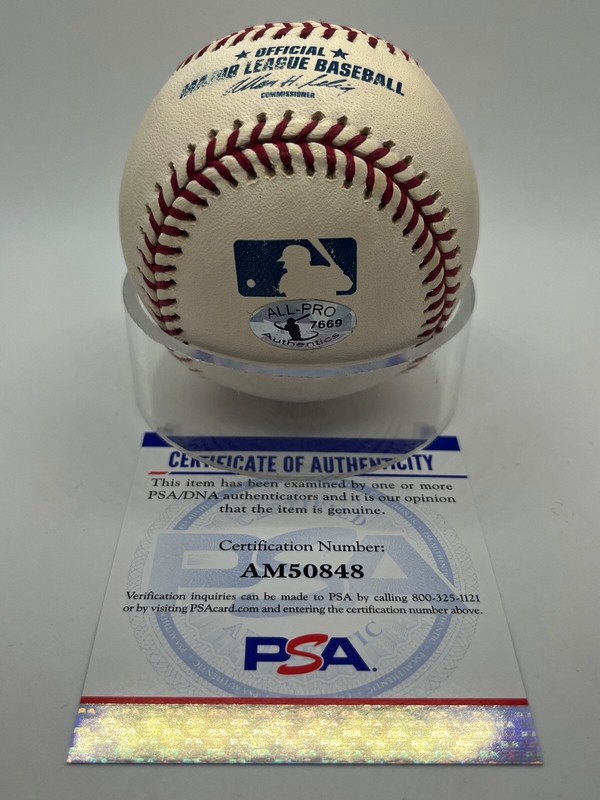 ★ OFFICIAL ★
MAJOR LEAGUE BASEBALL
Allan H. Selig
COMMISSIONER
ALL-PRO
7669
Authentics
CERTIFICATE OF AUTHENTICITY
This item has been examined by one or more
PSA/DNA authenticators and it is our opinion
that the item is genuine.
Certification Number:
AM50848
Verification inquiries can be made to PSA by calling 800-325-1121
or by visiting PSAcard.com and entering the certification number above.
PSA.